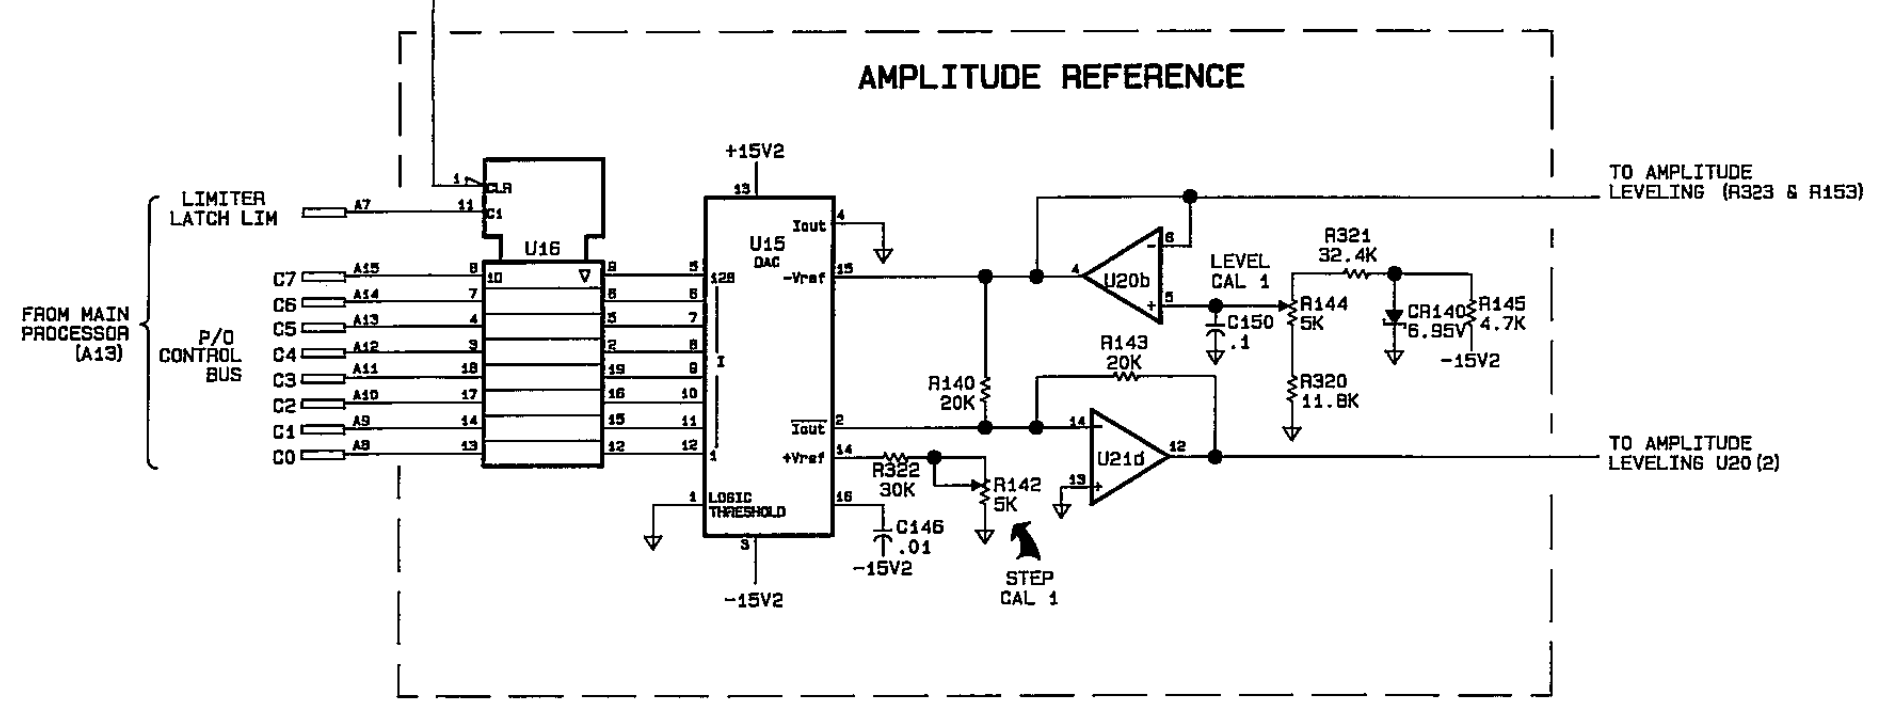 AMPLITUDE REFERENCE
+15V2
13
1
CLR
LIMITER
LATCH LIM
A7
11
C1
U16
FROM MAIN
PROCESSOR
(A13)
P/O
CONTROL
BUS
C7 A15 8 10 9 5 128
C6 A14 7 6 6
C5 A13 4 5 7
C4 A12 3 2 8
C3 A11 18 19 9
C2 A10 17 16 10
C1 A9 14 15 11
C0 A8 13 12 12 1
I
U15
DAC
Iout 4
-Vref 15
Iout 2
+Vref 14
16
1 LOGIC
THRESHOLD
3
-15V2
R322
30K
R142
5K
C146
.01
-15V2
STEP
CAL 1
R140
20K
R143
20K
4
U20b
6
-
5
+
LEVEL
CAL 1
C150
.1
R321
32.4K
R144
5K
R320
11.8K
CR140
6.95V
R145
4.7K
-15V2
14
-
U21d
13
+
12
TO AMPLITUDE
LEVELING (R323 & R153)
TO AMPLITUDE
LEVELING U20(2)